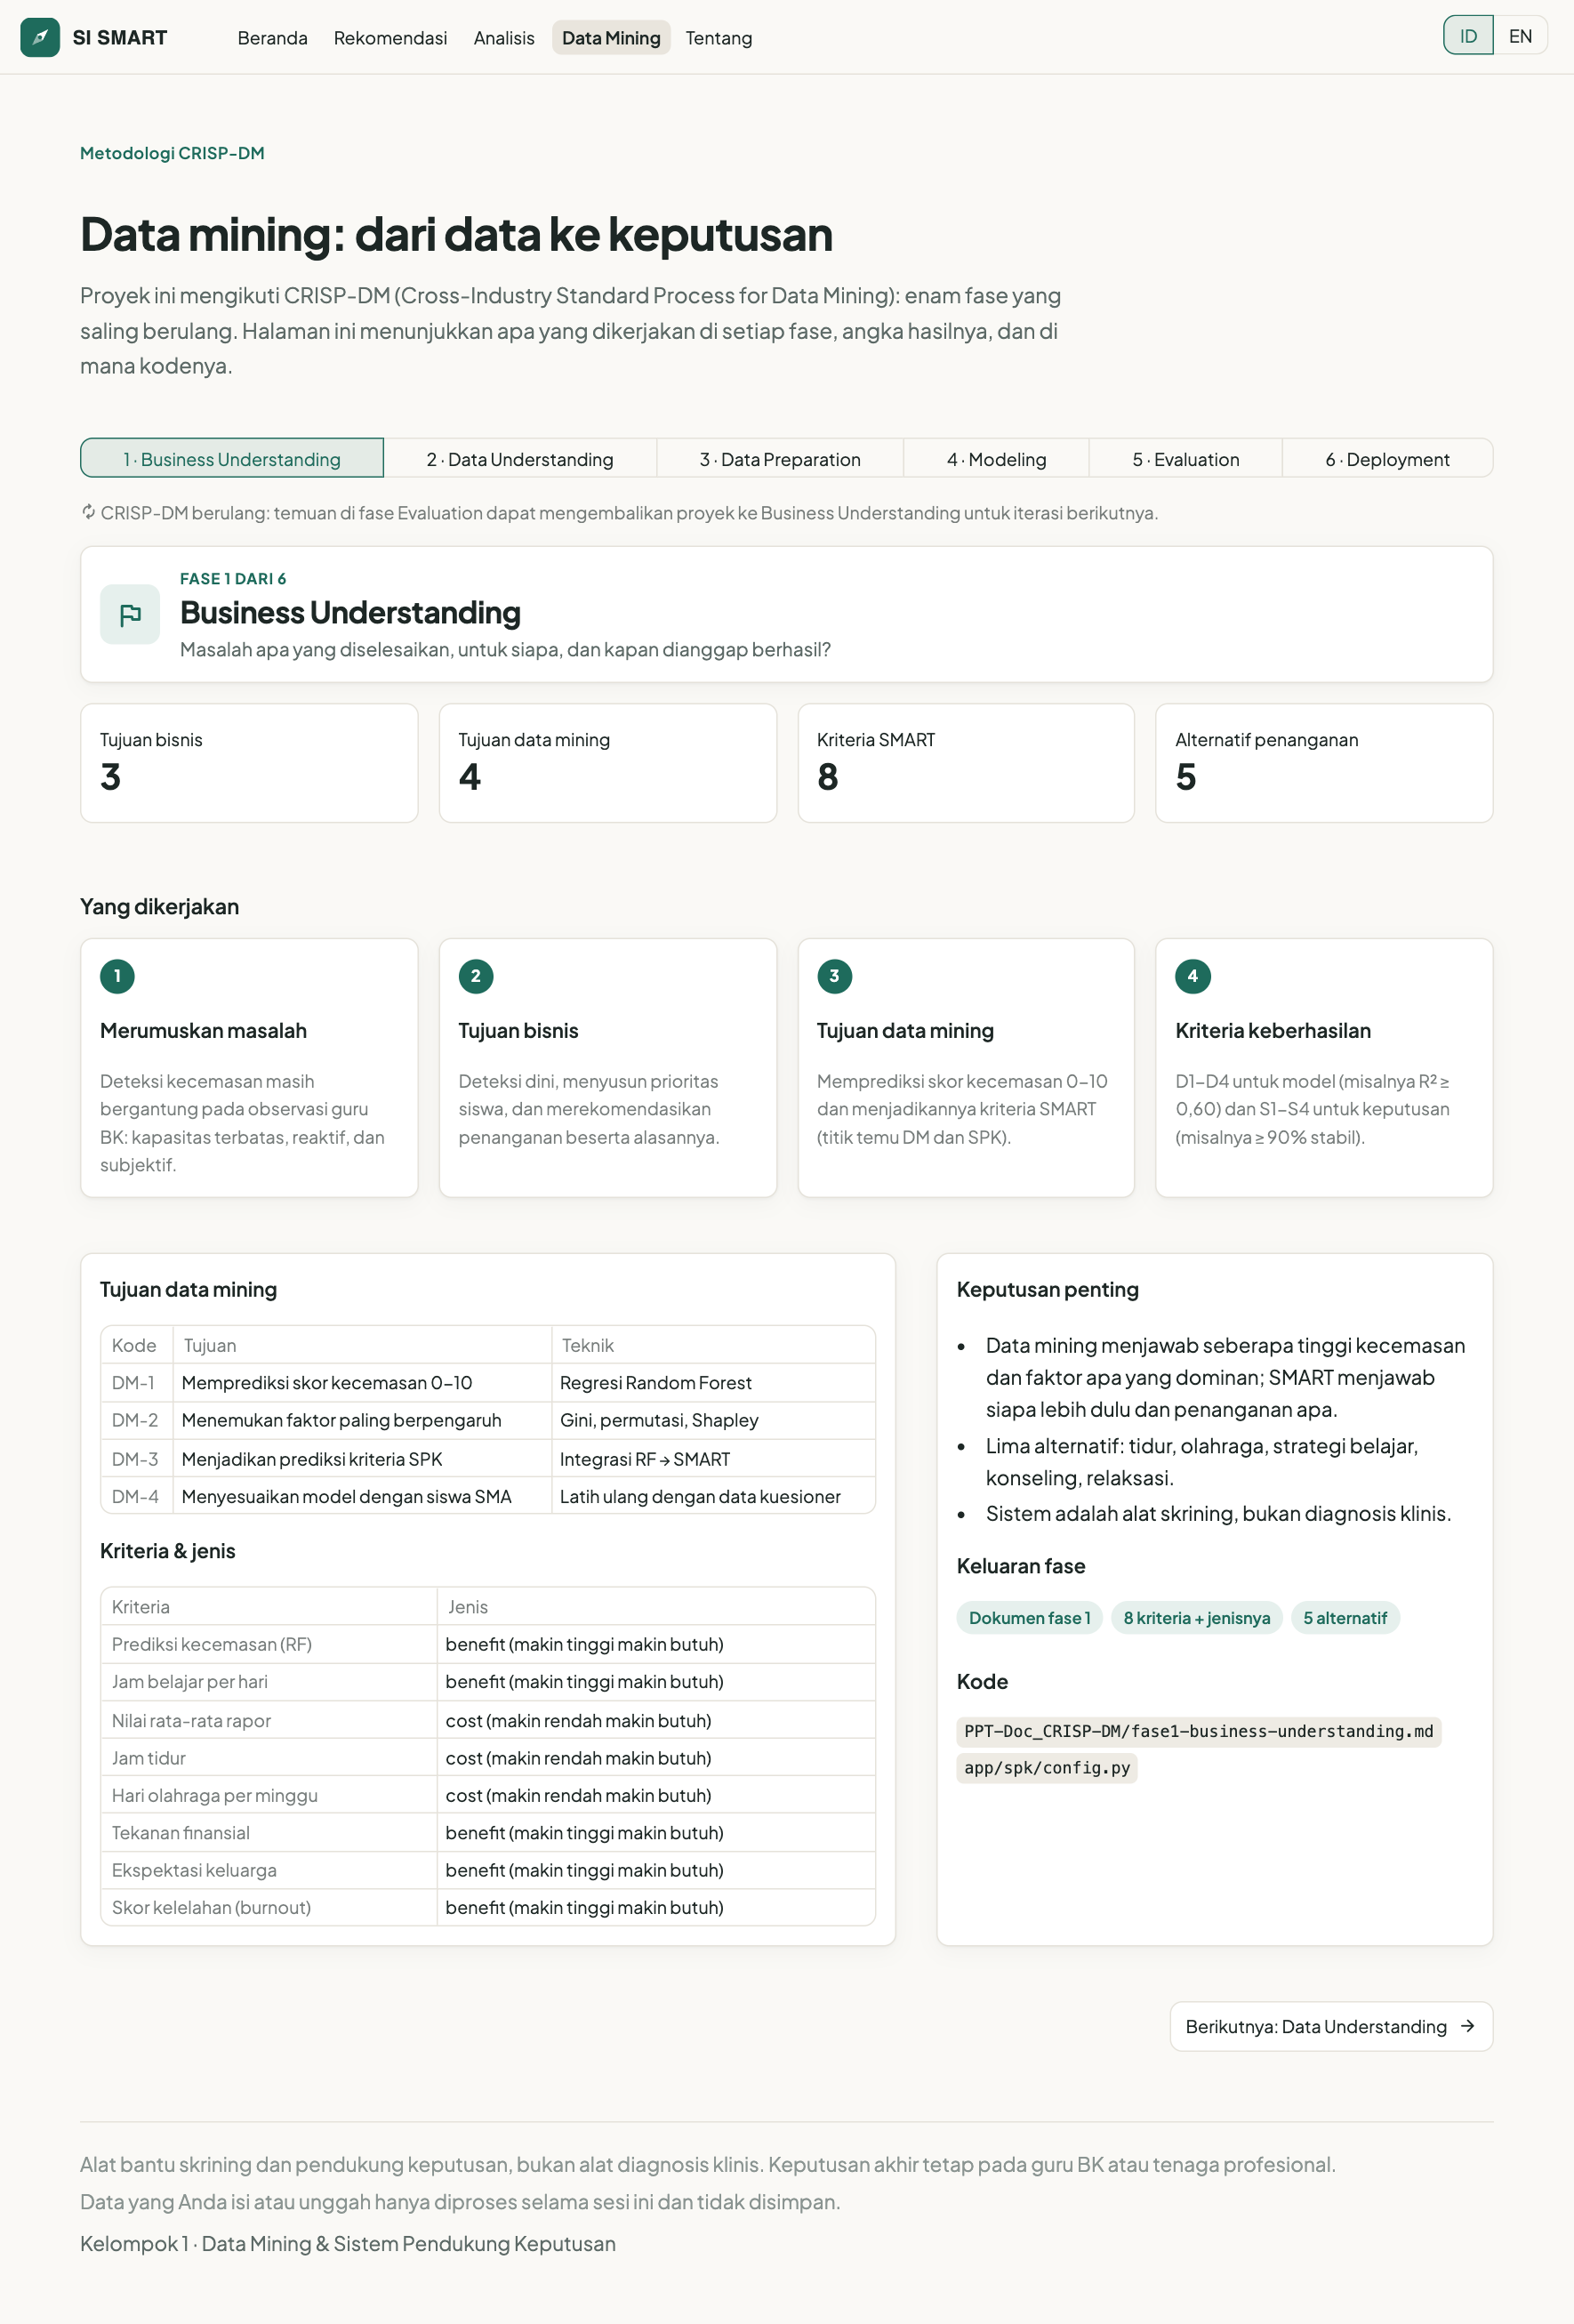 SI SMART
Beranda Rekomendasi Analisis Data Mining Tentang
ID EN
Metodologi CRISP-DM
Data mining: dari data ke keputusan
Proyek ini mengikuti CRISP-DM (Cross-Industry Standard Process for Data Mining): enam fase yang
saling berulang. Halaman ini menunjukkan apa yang dikerjakan di setiap fase, angka hasilnya, dan di
mana kodenya.
1 · Business Understanding 2 · Data Understanding 3 · Data Preparation 4 · Modeling 5 · Evaluation 6 · Deployment
CRISP-DM berulang: temuan di fase Evaluation dapat mengembalikan proyek ke Business Understanding untuk iterasi berikutnya.
FASE 1 DARI 6
Business Understanding
Masalah apa yang diselesaikan, untuk siapa, dan kapan dianggap berhasil?
Tujuan bisnis
3
Tujuan data mining
4
Kriteria SMART
8
Alternatif penanganan
5
Yang dikerjakan
1
Merumuskan masalah
Deteksi kecemasan masih
bergantung pada observasi guru
BK: kapasitas terbatas, reaktif, dan
subjektif.
2
Tujuan bisnis
Deteksi dini, menyusun prioritas
siswa, dan merekomendasikan
penanganan beserta alasannya.
3
Tujuan data mining
Memprediksi skor kecemasan 0–10
dan menjadikannya kriteria SMART
(titik temu DM dan SPK).
4
Kriteria keberhasilan
D1–D4 untuk model (misalnya R² ≥
0,60) dan S1–S4 untuk keputusan
(misalnya ≥ 90% stabil).
Tujuan data mining
Kode Tujuan Teknik
DM-1 Memprediksi skor kecemasan 0–10 Regresi Random Forest
DM-2 Menemukan faktor paling berpengaruh Gini, permutasi, Shapley
DM-3 Menjadikan prediksi kriteria SPK Integrasi RF → SMART
DM-4 Menyesuaikan model dengan siswa SMA Latih ulang dengan data kuesioner
Kriteria & jenis
Kriteria Jenis
Prediksi kecemasan (RF) benefit (makin tinggi makin butuh)
Jam belajar per hari benefit (makin tinggi makin butuh)
Nilai rata-rata rapor cost (makin rendah makin butuh)
Jam tidur cost (makin rendah makin butuh)
Hari olahraga per minggu cost (makin rendah makin butuh)
Tekanan finansial benefit (makin tinggi makin butuh)
Ekspektasi keluarga benefit (makin tinggi makin butuh)
Skor kelelahan (burnout) benefit (makin tinggi makin butuh)
Keputusan penting
• Data mining menjawab seberapa tinggi kecemasan
dan faktor apa yang dominan; SMART menjawab
siapa lebih dulu dan penanganan apa.
• Lima alternatif: tidur, olahraga, strategi belajar,
konseling, relaksasi.
• Sistem adalah alat skrining, bukan diagnosis klinis.
Keluaran fase
Dokumen fase 1 8 kriteria + jenisnya 5 alternatif
Kode
PPT-Doc_CRISP-DM/fase1-business-understanding.md
app/spk/config.py
Berikutnya: Data Understanding →
Alat bantu skrining dan pendukung keputusan, bukan alat diagnosis klinis. Keputusan akhir tetap pada guru BK atau tenaga profesional.
Data yang Anda isi atau unggah hanya diproses selama sesi ini dan tidak disimpan.
Kelompok 1 · Data Mining & Sistem Pendukung Keputusan